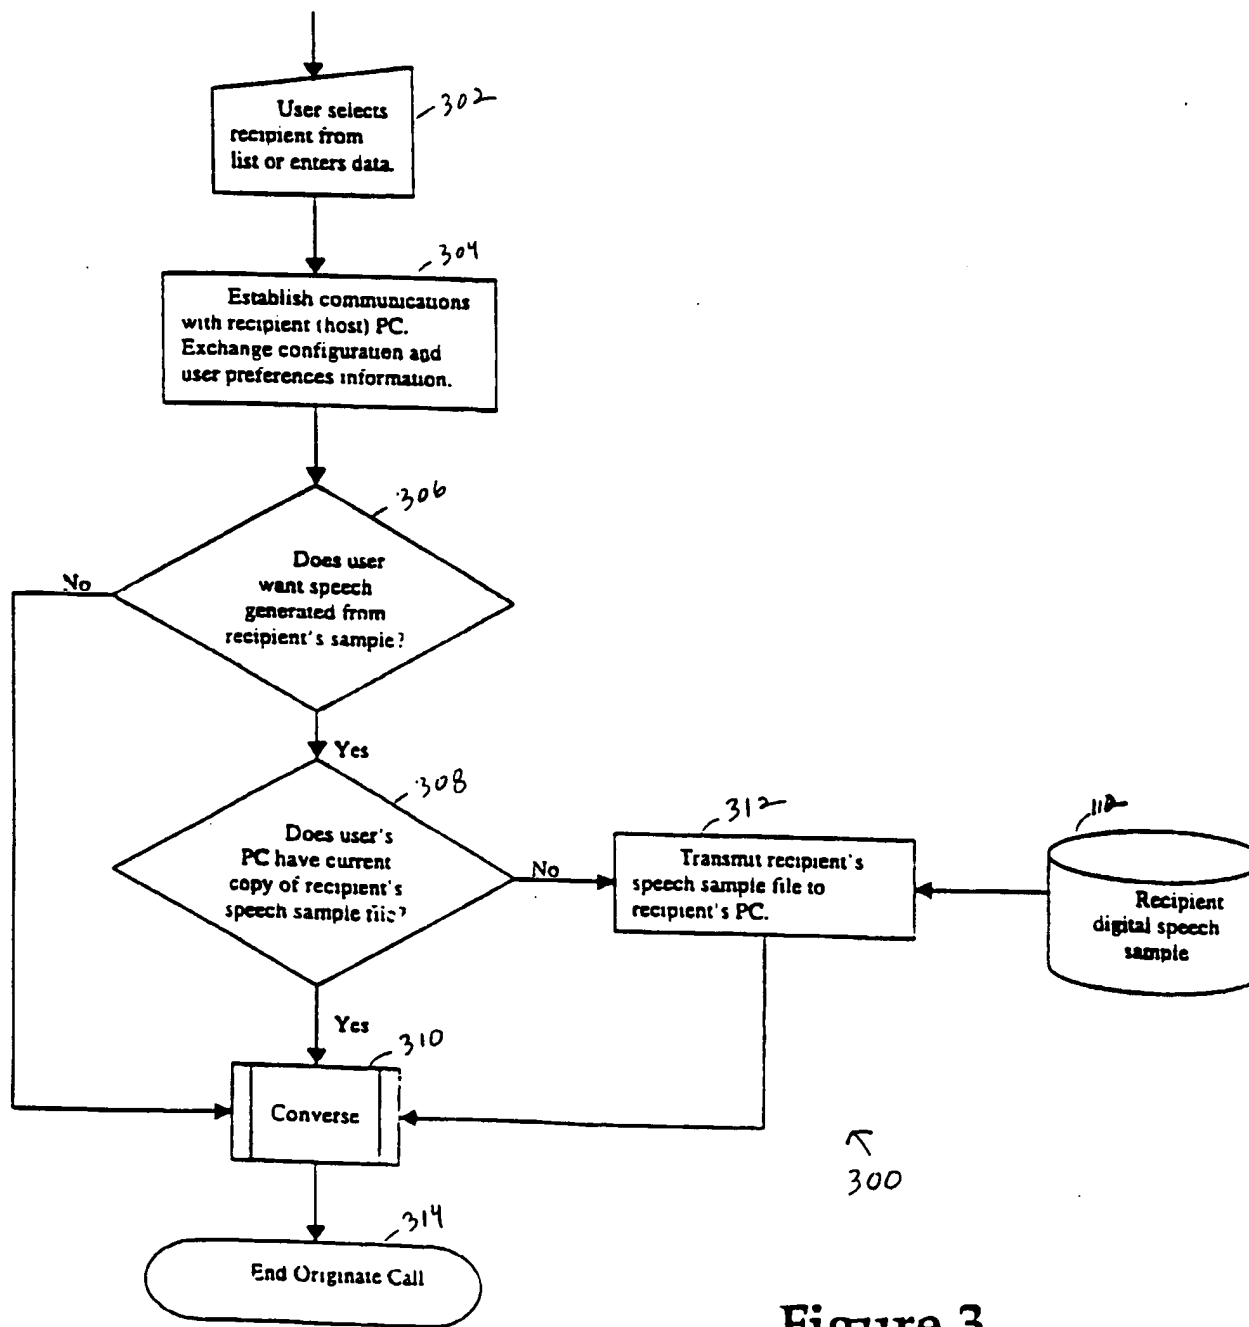 User selects
recipient from
list or enters data.
302
304
Establish communications
with recipient (host) PC.
Exchange configuration and
user preferences information.
306
Does user
want speech
generated from
recipient's sample?
No
Yes
308
Does user's
PC have current
copy of recipient's
speech sample file?
No
312
Transmit recipient's
speech sample file to
recipient's PC.
112
Recipient
digital speech
sample
Yes
310
Converse
300
314
End Originate Call
Figure 3